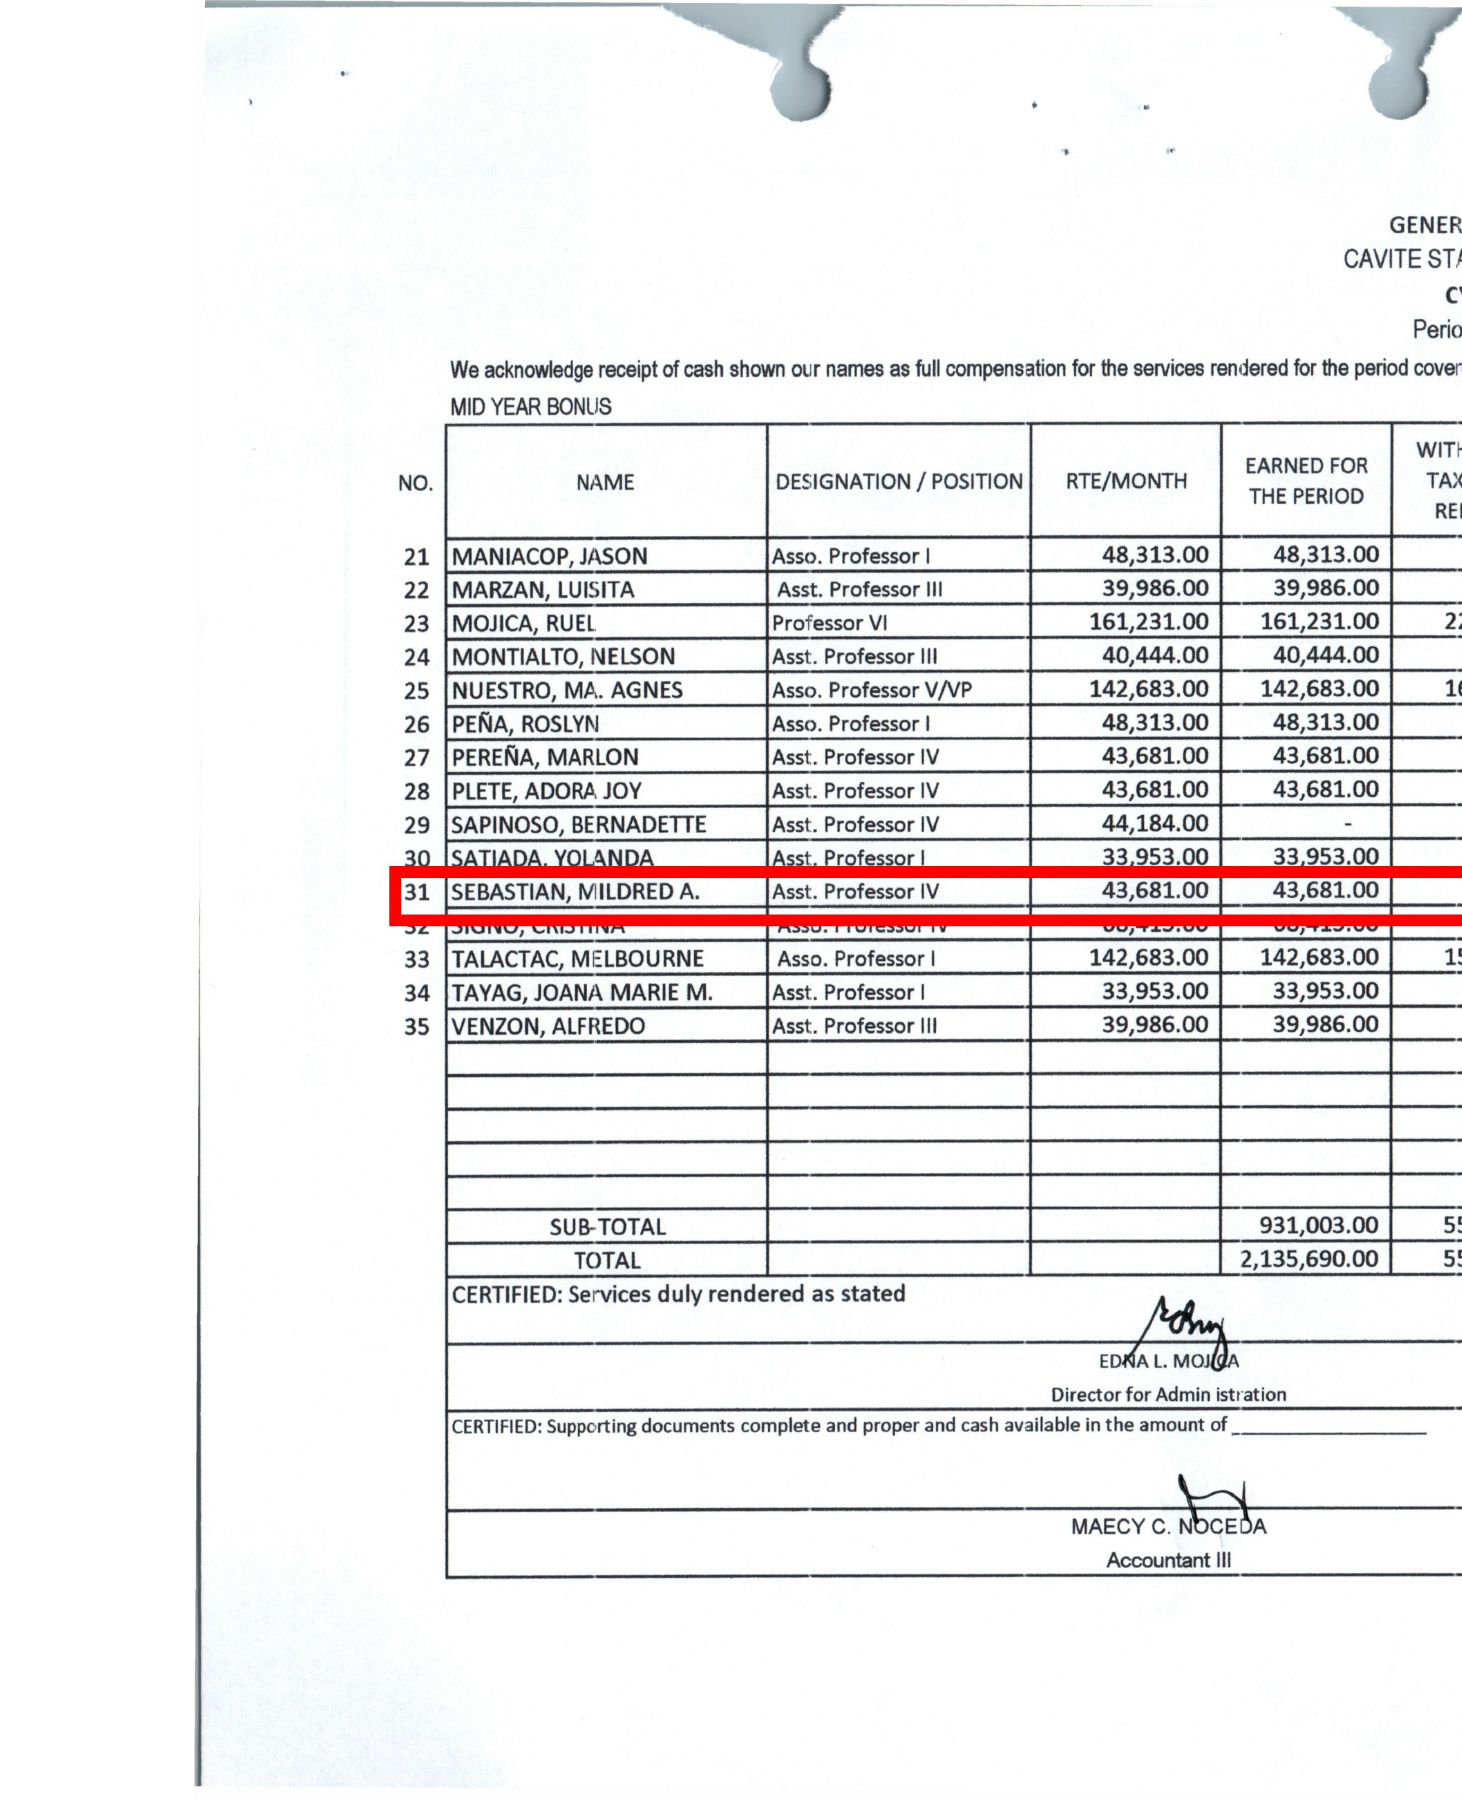 GENER
CAVITE STA
Perio
We acknowledge receipt of cash shown our names as full compensation for the services rendered for the period cover
MID YEAR BONUS
NO. NAME DESIGNATION / POSITION RTE/MONTH EARNED FOR THE PERIOD WITH TAX REI
21 MANIACOP, JASON Asso. Professor I 48,313.00 48,313.00
22 MARZAN, LUISITA Asst. Professor III 39,986.00 39,986.00
23 MOJICA, RUEL Professor VI 161,231.00 161,231.00 22
24 MONTIALTO, NELSON Asst. Professor III 40,444.00 40,444.00
25 NUESTRO, MA. AGNES Asso. Professor V/VP 142,683.00 142,683.00 16
26 PEÑA, ROSLYN Asso. Professor I 48,313.00 48,313.00
27 PEREÑA, MARLON Asst. Professor IV 43,681.00 43,681.00
28 PLETE, ADORA JOY Asst. Professor IV 43,681.00 43,681.00
29 SAPINOSO, BERNADETTE Asst. Professor IV 44,184.00 -
30 SATIADA, YOLANDA Asst. Professor I 33,953.00 33,953.00
31 SEBASTIAN, MILDRED A. Asst. Professor IV 43,681.00 43,681.00
32 SIGNO, CRISTINA Asso. Professor IV
33 TALACTAC, MELBOURNE Asso. Professor I 142,683.00 142,683.00 15
34 TAYAG, JOANA MARIE M. Asst. Professor I 33,953.00 33,953.00
35 VENZON, ALFREDO Asst. Professor III 39,986.00 39,986.00
SUB-TOTAL 931,003.00 55
TOTAL 2,135,690.00 55
CERTIFIED: Services duly rendered as stated
EDNA L. MOJICA
Director for Admin istration
CERTIFIED: Supporting documents complete and proper and cash available in the amount of
MAECY C. NOCEDA
Accountant III